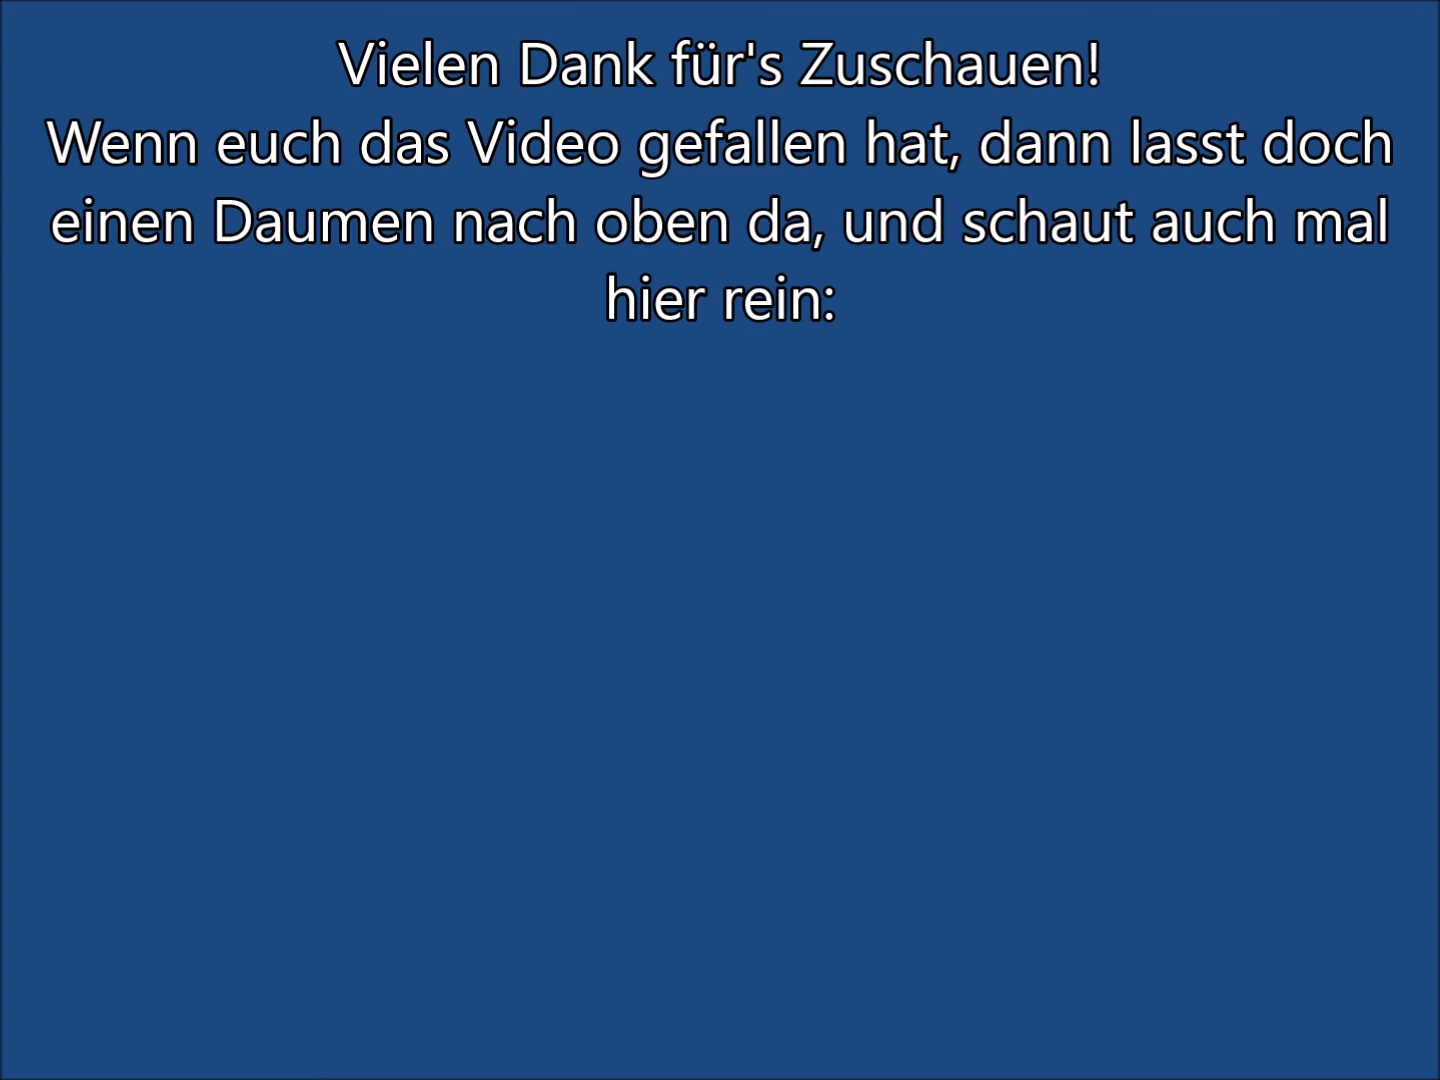 Vielen Dank für's Zuschauen!
Wenn euch das Video gefallen hat, dann lasst doch
einen Daumen nach oben da, und schaut auch mal
hier rein: